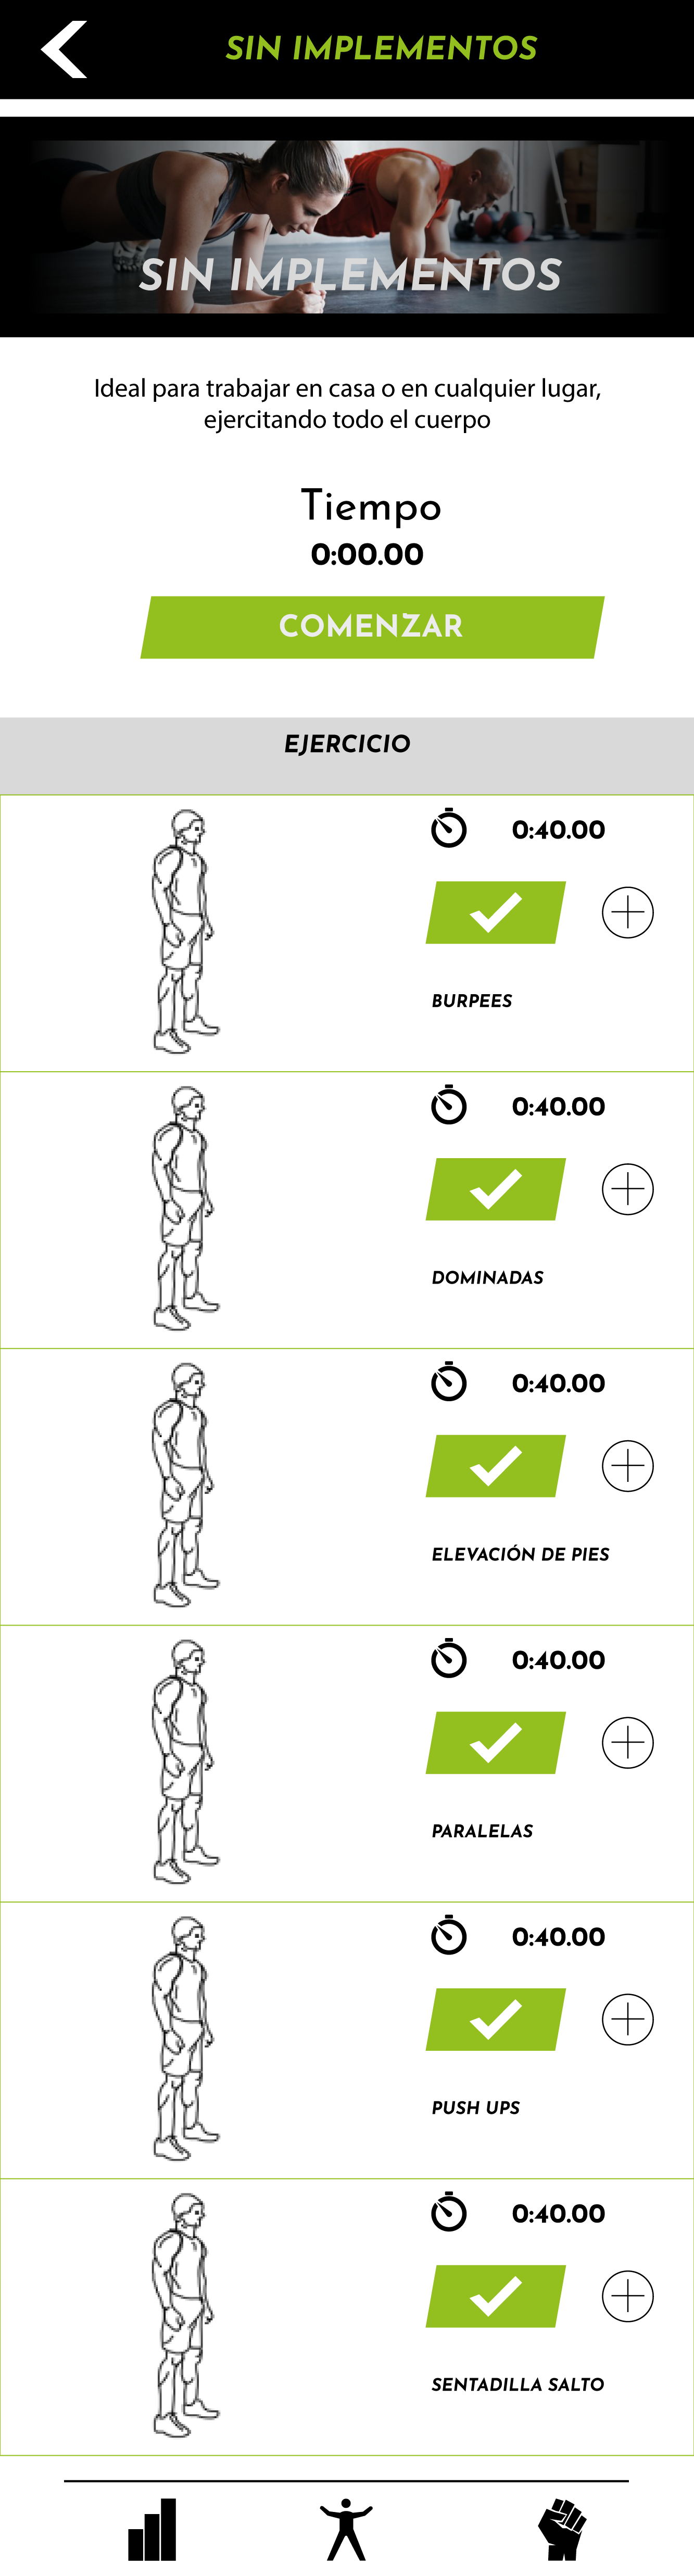 SIN IMPLEMENTOS
SIN IMPLEMENTOS
Ideal para trabajar en casa o en cualquier lugar,
ejercitando todo el cuerpo
Tiempo
0:00.00
COMENZAR
EJERCICIO
0:40.00
BURPEES
0:40.00
DOMINADAS
0:40.00
ELEVACIÓN DE PIES
0:40.00
PARALELAS
0:40.00
PUSH UPS
0:40.00
SENTADILLA SALTO